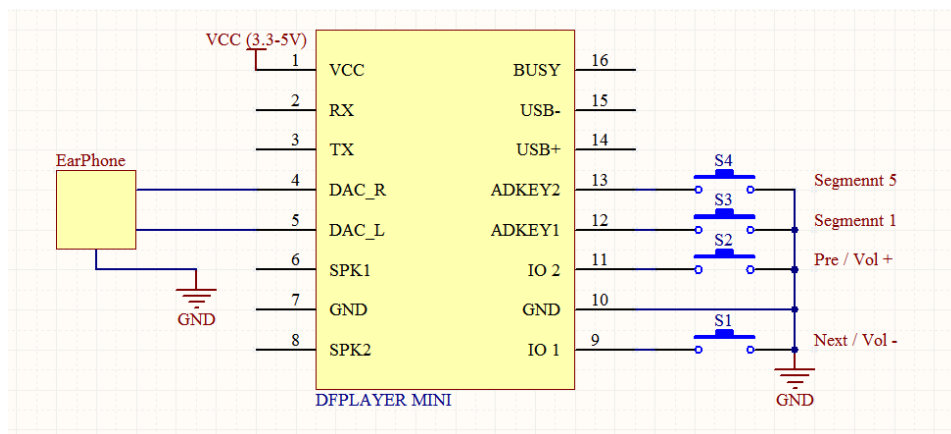 VCC (3.3-5V)
1 VCC BUSY 16
2 RX USB- 15
3 TX USB+ 14
EarPhone S4
4 DAC_R ADKEY2 13 Segmennt 5
S3
5 DAC_L ADKEY1 12 Segmennt 1
S2
6 SPK1 IO 2 11 Pre / Vol +
7 GND GND 10
GND S1
8 SPK2 IO 1 9 Next / Vol -
DFPLAYER MINI GND